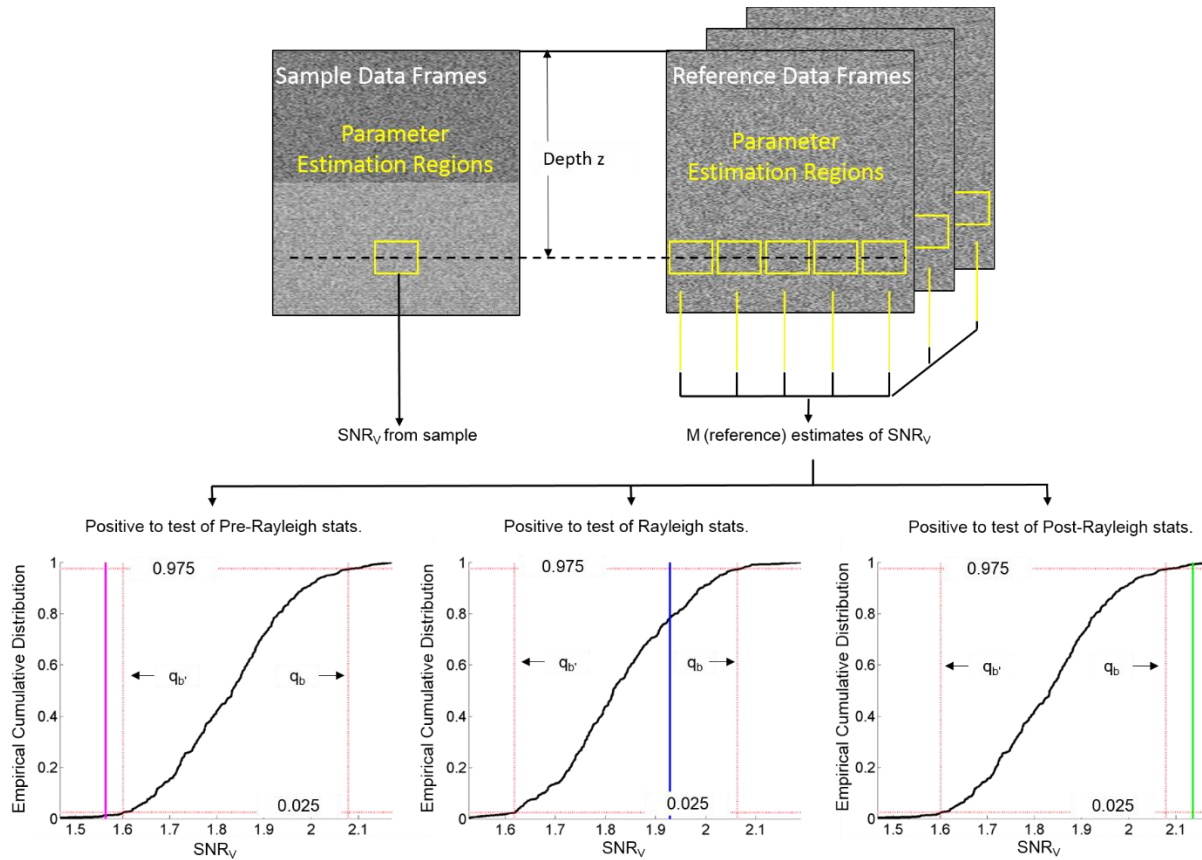 Sample Data Frames
Parameter
Estimation Regions
Depth z
Reference Data Frames
Parameter
Estimation Regions
SNR_V from sample
M (reference) estimates of SNR_V
Positive to test of Pre-Rayleigh stats.
Empirical Cumulative Distribution
1
0.8
0.6
0.4
0.2
0
0.975
q_b'
q_b
0.025
1.5 1.6 1.7 1.8 1.9 2 2.1
SNR_V
Positive to test of Rayleigh stats.
Empirical Cumulative Distribution
1
0.8
0.6
0.4
0.2
0
0.975
q_b'
q_b
0.025
1.6 1.7 1.8 1.9 2 2.1
SNR_V
Positive to test of Post-Rayleigh stats.
Empirical Cumulative Distribution
1
0.8
0.6
0.4
0.2
0
0.975
q_b'
q_b
0.025
1.5 1.6 1.7 1.8 1.9 2 2.1
SNR_V